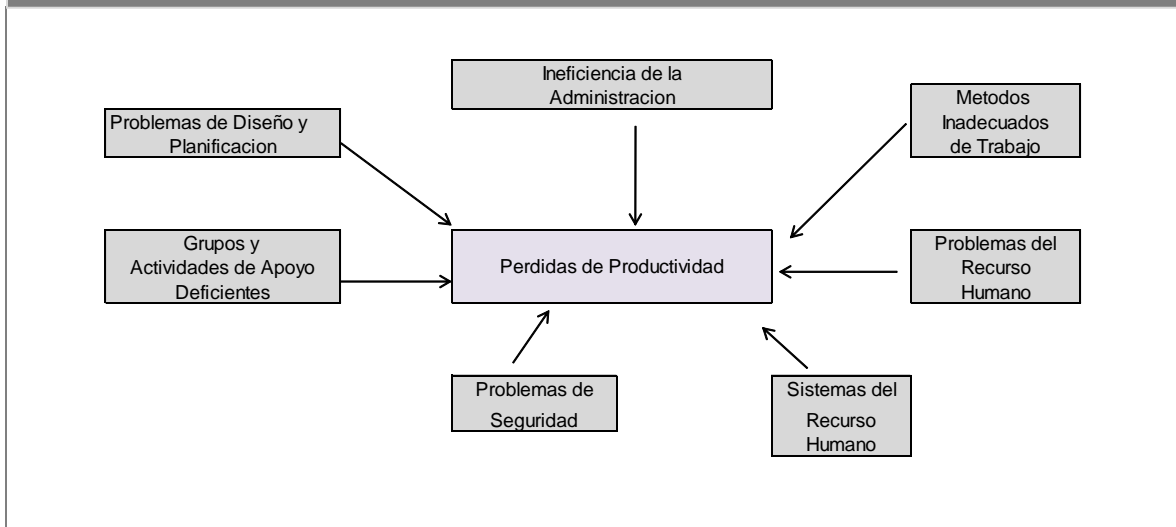 Ineficiencia de la
Administracion
Problemas de Diseño y
Planificacion
Metodos
Inadecuados
de Trabajo
Grupos y
Actividades de Apoyo
Deficientes
Perdidas de Productividad
Problemas del
Recurso
Humano
Problemas de
Seguridad
Sistemas del
Recurso
Humano